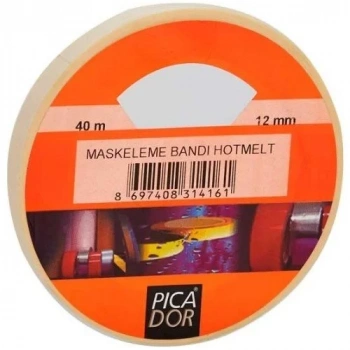 40 m 12 mm
MASKELEME BANDI HOTMELT
8 697408 314161
PICA
DOR